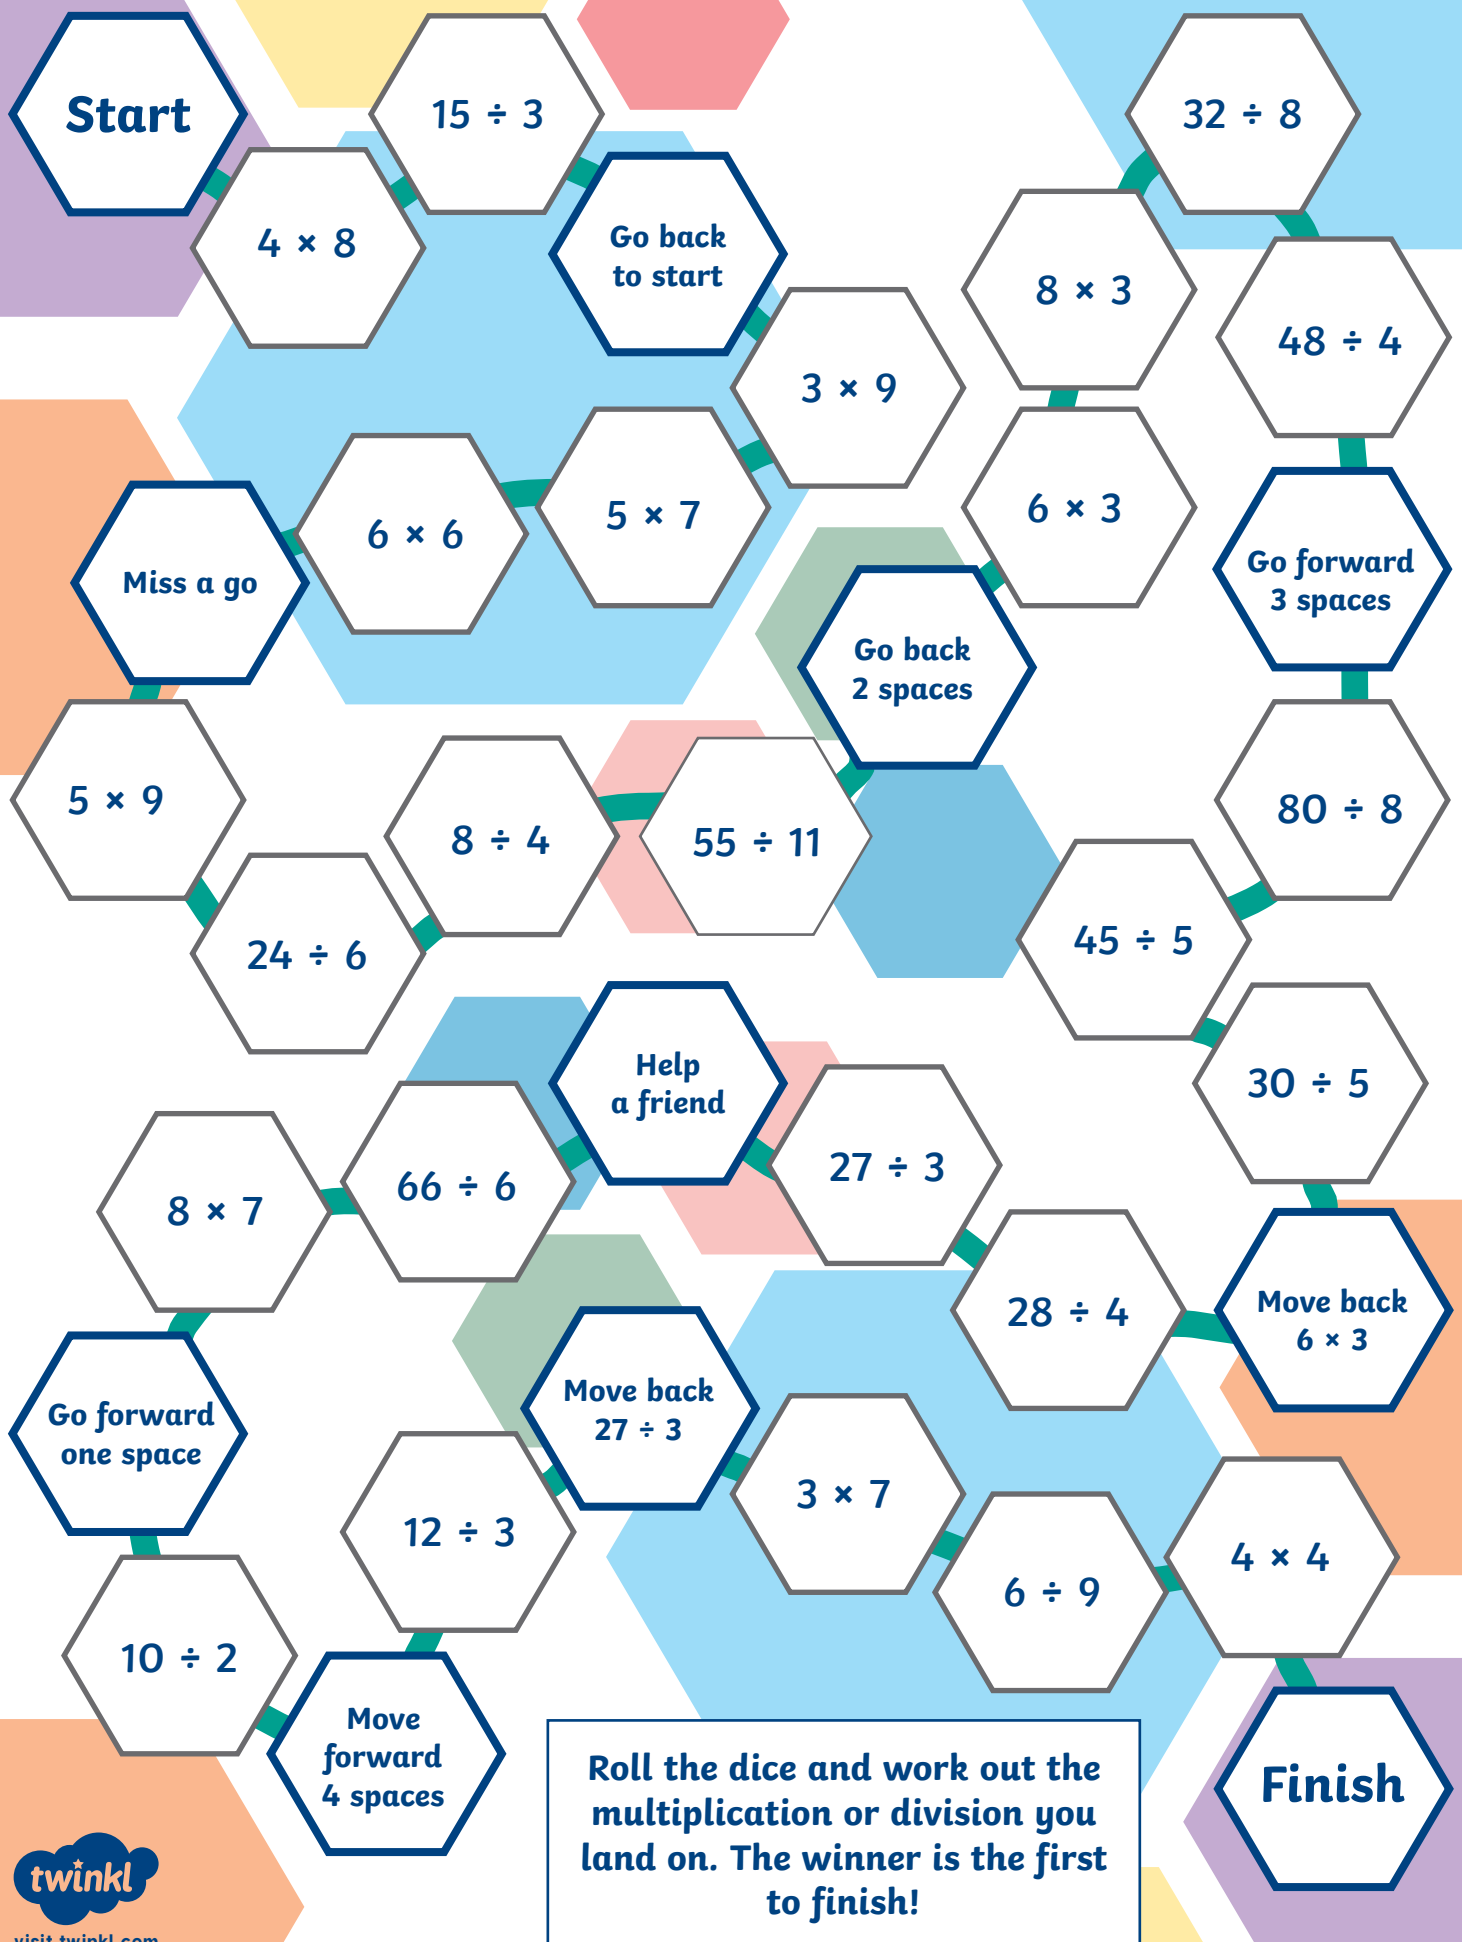 Start
4 × 8
15 ÷ 3
Go back
to start
3 × 9
5 × 7
6 × 6
Miss a go
5 × 9
24 ÷ 6
8 ÷ 4
55 ÷ 11
Go back
2 spaces
6 × 3
8 × 3
32 ÷ 8
48 ÷ 4
Go forward
3 spaces
80 ÷ 8
45 ÷ 5
30 ÷ 5
Move back
6 × 3
28 ÷ 4
27 ÷ 3
Help
a friend
66 ÷ 6
8 × 7
Go forward
one space
10 ÷ 2
Move
forward
4 spaces
12 ÷ 3
Move back
27 ÷ 3
3 × 7
6 ÷ 9
4 × 4
Finish
Roll the dice and work out the
multiplication or division you
land on. The winner is the first
to finish!
twinkl
visit twinkl.com